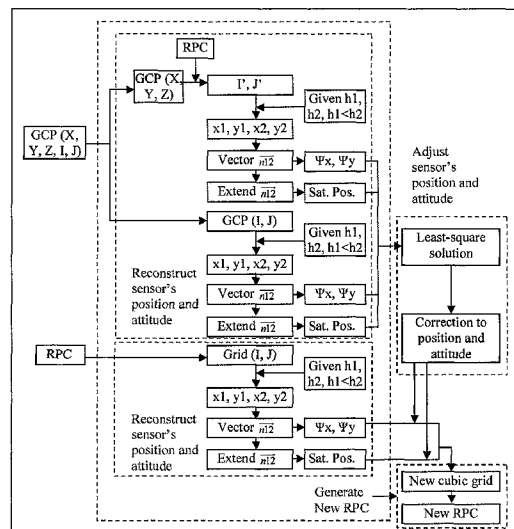 RPC
GCP (X,
Y, Z)
I', J'
Given h1,
h2, h1<h2
x1, y1, x2, y2
GCP (X,
Y, Z, I, J)
Vector n12
Ψx, Ψy
Extend n12
Sat. Pos.
GCP (I, J)
Given h1,
h2, h1<h2
x1, y1, x2, y2
Reconstruct
sensor's
position and
attitude
Vector n12
Ψx, Ψy
Extend n12
Sat. Pos.
Adjust
sensor's
position and
attitude
Least-square
solution
Correction to
position and
attitude
RPC
Grid (I, J)
Given h1,
h2, h1<h2
x1, y1, x2, y2
Reconstruct
sensor's
position and
attitude
Vector n12
Ψx, Ψy
Extend n12
Sat. Pos.
Generate
New RPC
New cubic grid
New RPC